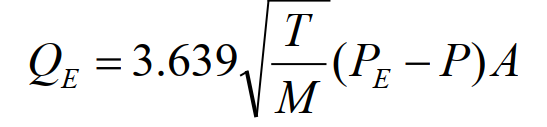 Q_E = 3.639 √(T/M) (P_E − P) A